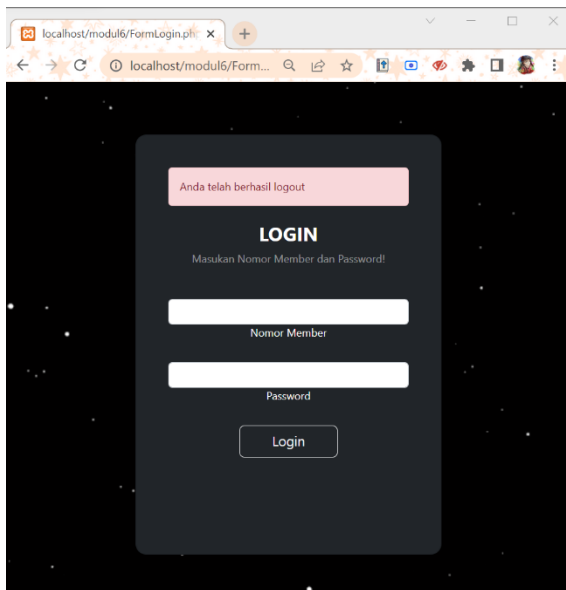 localhost/modul6/FormLogin.ph
localhost/modul6/Form...
Anda telah berhasil logout
LOGIN
Masukan Nomor Member dan Password!
Nomor Member
Password
Login